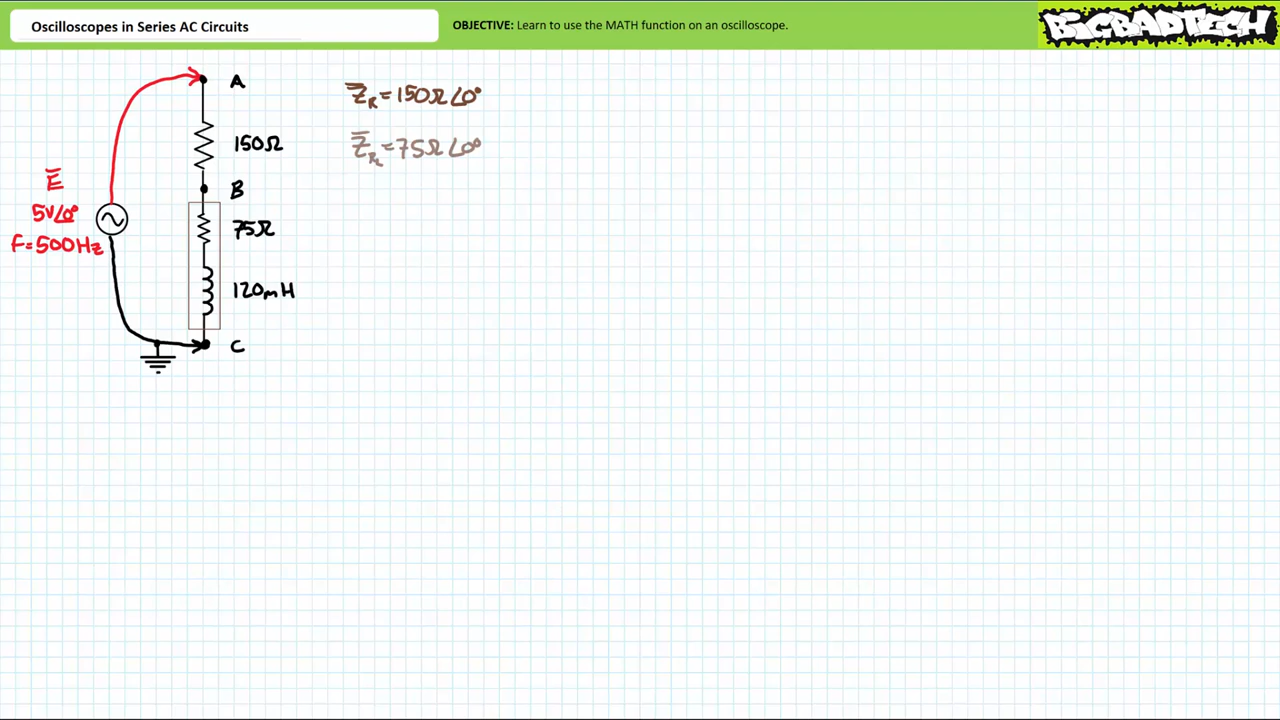 Oscilloscopes in Series AC Circuits
OBJECTIVE: Learn to use the MATH function on an oscilloscope.
BIGBADTECH
A
Z̅R = 150Ω∠0°
150Ω
Z̅RL = 75Ω∠0°
E̅
B
5V∠0°
75Ω
F=500Hz
120mH
C